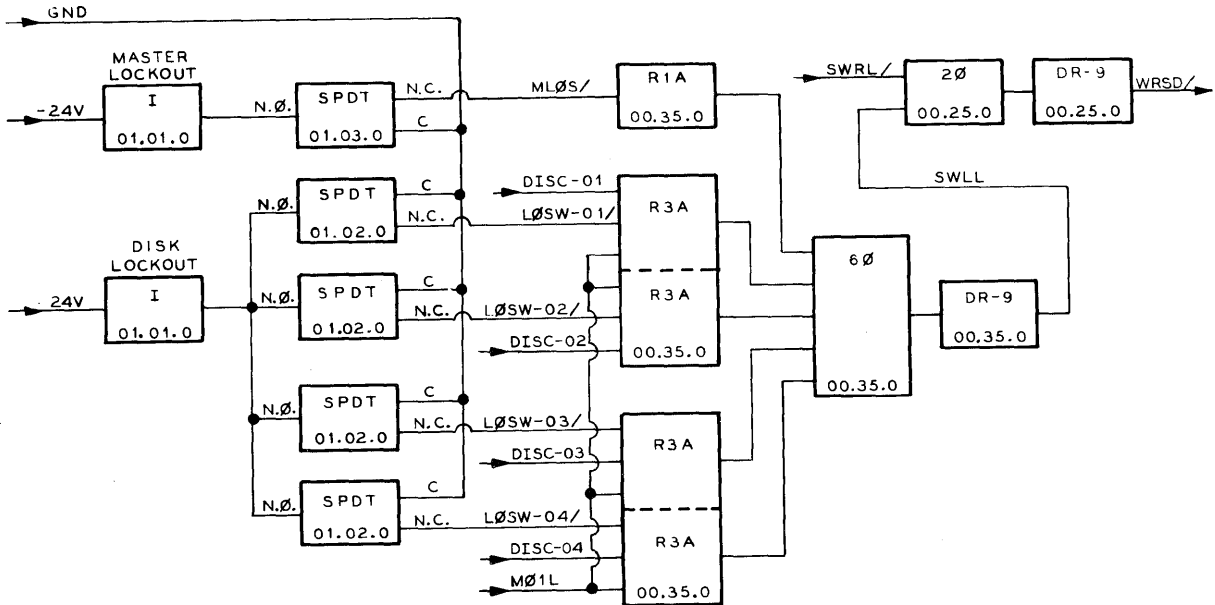 GND
MASTER
LOCKOUT
-24V
I
01.01.0
N.Ø.
SPDT
01.03.0
N.C.
C
MLØS/
R1A
00.35.0
SWRL/
2Ø
00.25.0
DR-9
00.25.0
WRSD/
SWLL
SPDT
01.02.0
N.Ø.
C
N.C.
DISC-01
LØSW-01/
R3A
DISK
LOCKOUT
-24V
I
01.01.0
N.Ø.
SPDT
01.02.0
C
N.C.
LØSW-02/
DISC-02
R3A
00.35.0
6Ø
00.35.0
DR-9
00.35.0
N.Ø.
SPDT
01.02.0
C
N.C.
LØSW-03/
DISC-03
R3A
N.Ø.
SPDT
01.02.0
C
N.C.
LØSW-04/
DISC-04
MØ1L
R3A
00.35.0